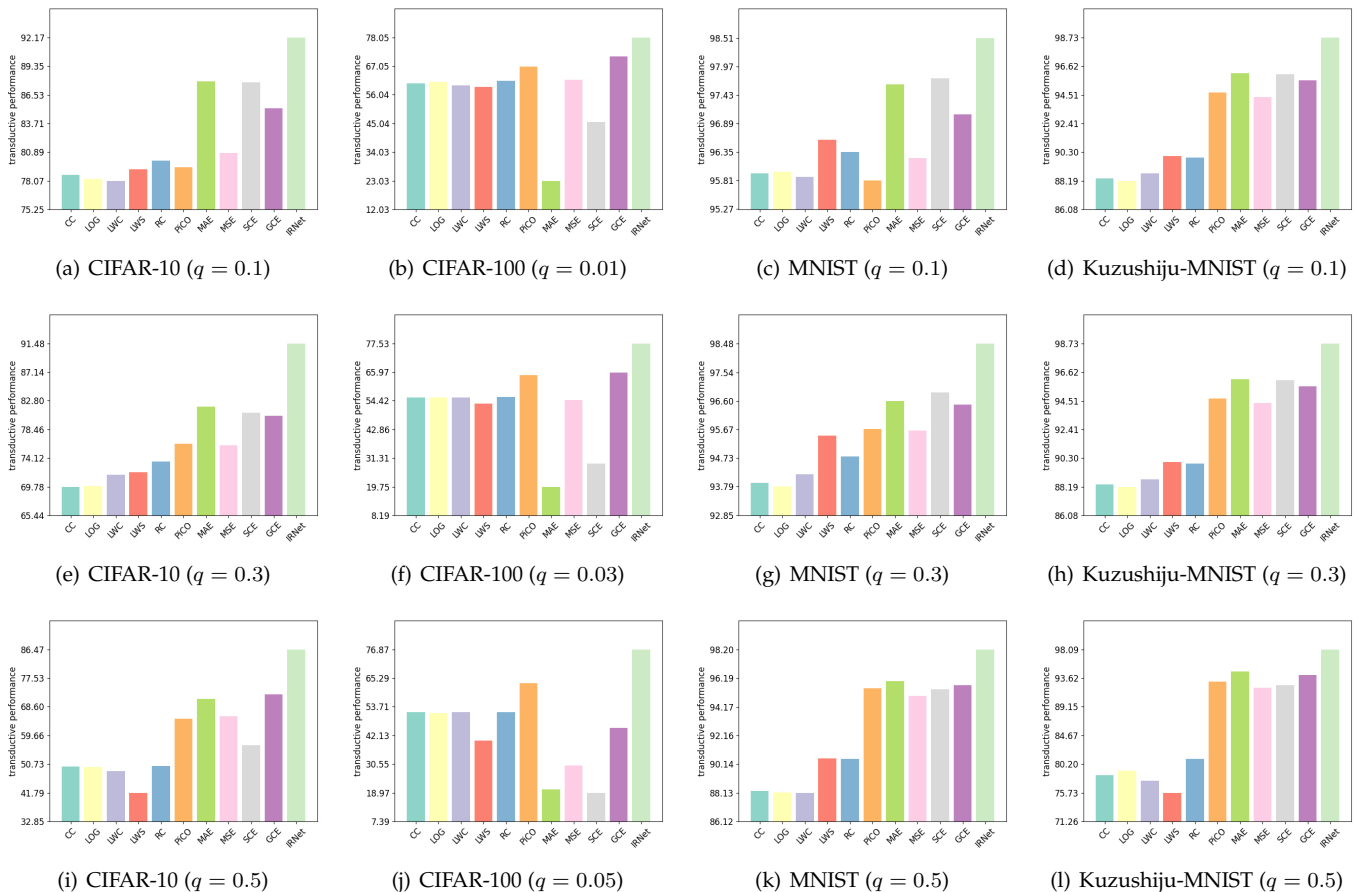 transductive performance
92.17
89.35
86.53
83.71
80.89
78.07
75.25
CC LOG LWC LWS RC PiCO MAE MSE SCE GCE IRNet
(a) CIFAR-10 (q = 0.1)
transductive performance
78.05
67.05
56.04
45.04
34.03
23.03
12.03
CC LOG LWC LWS RC PiCO MAE MSE SCE GCE IRNet
(b) CIFAR-100 (q = 0.01)
transductive performance
98.51
97.97
97.43
96.89
96.35
95.81
95.27
CC LOG LWC LWS RC PiCO MAE MSE SCE GCE IRNet
(c) MNIST (q = 0.1)
transductive performance
98.73
96.62
94.51
92.41
90.30
88.19
86.08
CC LOG LWC LWS RC PiCO MAE MSE SCE GCE IRNet
(d) Kuzushiju-MNIST (q = 0.1)
transductive performance
91.48
87.14
82.80
78.46
74.12
69.78
65.44
CC LOG LWC LWS RC PiCO MAE MSE SCE GCE IRNet
(e) CIFAR-10 (q = 0.3)
transductive performance
77.53
65.97
54.42
42.86
31.31
19.75
8.19
CC LOG LWC LWS RC PiCO MAE MSE SCE GCE IRNet
(f) CIFAR-100 (q = 0.03)
transductive performance
98.48
97.54
96.60
95.67
94.73
93.79
92.85
CC LOG LWC LWS RC PiCO MAE MSE SCE GCE IRNet
(g) MNIST (q = 0.3)
transductive performance
98.73
96.62
94.51
92.41
90.30
88.19
86.08
CC LOG LWC LWS RC PiCO MAE MSE SCE GCE IRNet
(h) Kuzushiju-MNIST (q = 0.3)
transductive performance
86.47
77.53
68.60
59.66
50.73
41.79
32.85
CC LOG LWC LWS RC PiCO MAE MSE SCE GCE IRNet
(i) CIFAR-10 (q = 0.5)
transductive performance
76.87
65.29
53.71
42.13
30.55
18.97
7.39
CC LOG LWC LWS RC PiCO MAE MSE SCE GCE IRNet
(j) CIFAR-100 (q = 0.05)
transductive performance
98.20
96.19
94.17
92.16
90.14
88.13
86.12
CC LOG LWC LWS RC PiCO MAE MSE SCE GCE IRNet
(k) MNIST (q = 0.5)
transductive performance
98.09
93.62
89.15
84.67
80.20
75.73
71.26
CC LOG LWC LWS RC PiCO MAE MSE SCE GCE IRNet
(l) Kuzushiju-MNIST (q = 0.5)